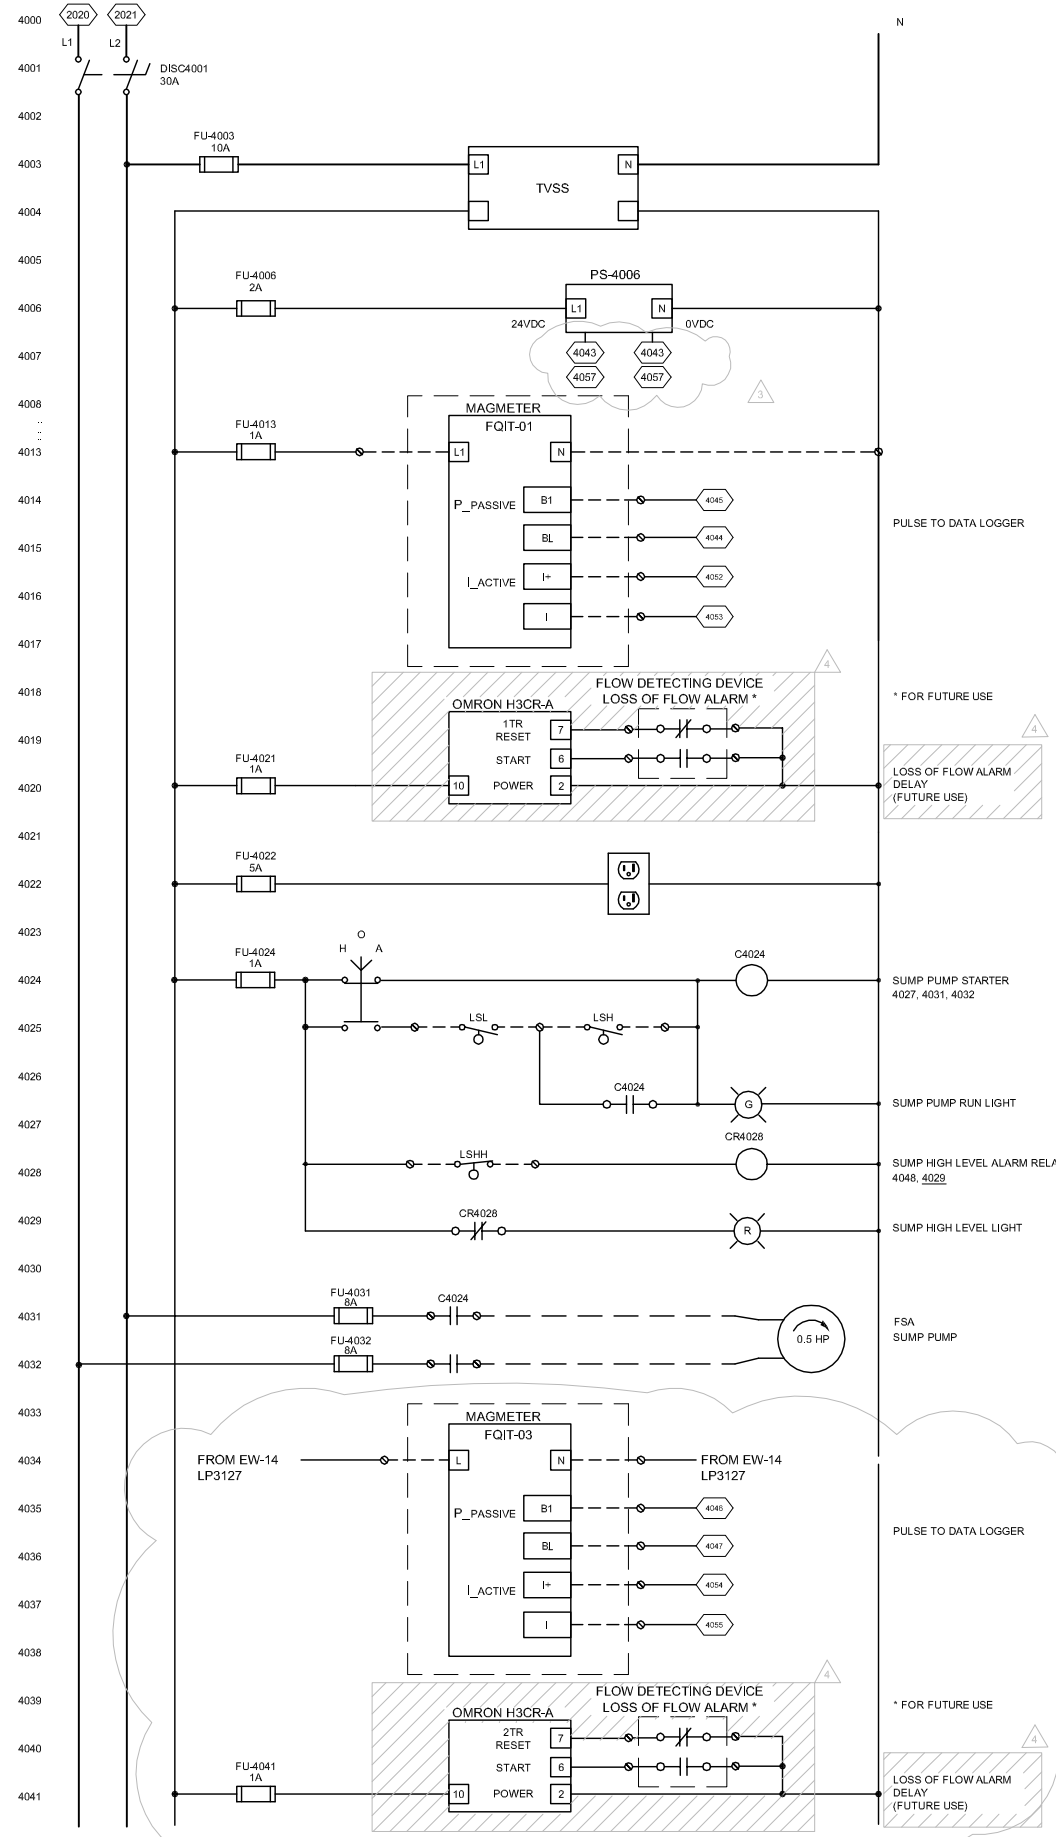 4000
2020
2021
N
L1
L2
4001
DISC4001
30A
4002
FU-4003
10A
4003
L1
N
TVSS
4004
4005
FU-4006
2A
PS-4006
4006
L1
N
24VDC
0VDC
4007
4043
4043
4057
4057
3
4008
MAGMETER
FU-4013
1A
FQIT-01
4013
L1
N
4014
P_PASSIVE
B1
4045
PULSE TO DATA LOGGER
4015
BL
4044
I_ACTIVE
I+
4052
4016
I
4053
4017
4
4018
FLOW DETECTING DEVICE
LOSS OF FLOW ALARM *
* FOR FUTURE USE
OMRON H3CR-A
4019
1TR
RESET
7
4
FU-4021
1A
START
6
LOSS OF FLOW ALARM
DELAY
(FUTURE USE)
4020
10
POWER
2
4021
FU-4022
5A
4022
4023
H
O
A
FU-4024
1A
C4024
4024
SUMP PUMP STARTER
4027, 4031, 4032
4025
LSL
LSH
4026
C4024
G
SUMP PUMP RUN LIGHT
4027
CR4028
LSHH
4028
SUMP HIGH LEVEL ALARM RELA
4048, 4029
4029
CR4028
R
SUMP HIGH LEVEL LIGHT
4030
FU-4031
8A
C4024
4031
FSA
SUMP PUMP
0.5 HP
FU-4032
8A
4032
4033
MAGMETER
FQIT-03
4034
FROM EW-14
LP3127
L
N
FROM EW-14
LP3127
4035
P_PASSIVE
B1
4046
PULSE TO DATA LOGGER
4036
BL
4047
I_ACTIVE
I+
4054
4037
I
4055
4038
4
4039
FLOW DETECTING DEVICE
LOSS OF FLOW ALARM *
* FOR FUTURE USE
OMRON H3CR-A
4040
2TR
RESET
7
4
FU-4041
1A
START
6
LOSS OF FLOW ALARM
DELAY
(FUTURE USE)
4041
10
POWER
2